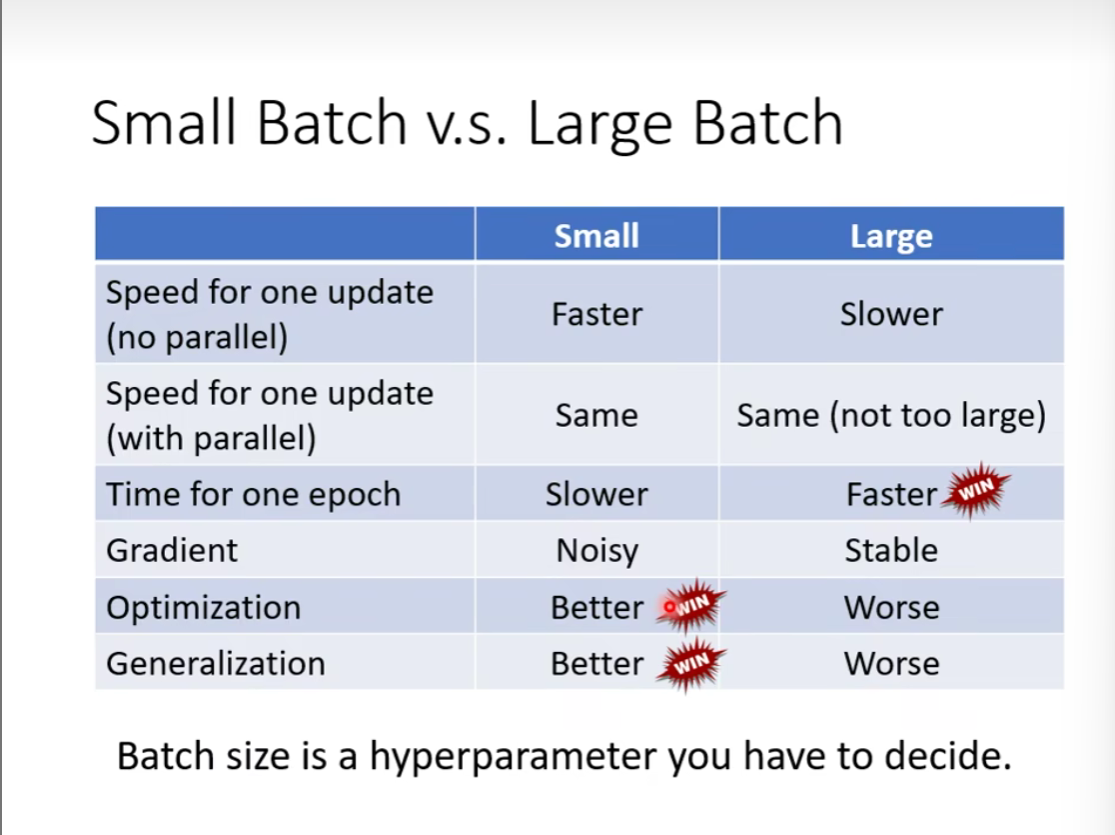 Small Batch v.s. Large Batch
Small Large
Speed for one update
(no parallel) Faster Slower
Speed for one update
(with parallel) Same Same (not too large)
Time for one epoch Slower Faster WIN
Gradient Noisy Stable
Optimization Better WIN Worse
Generalization Better WIN Worse
Batch size is a hyperparameter you have to decide.